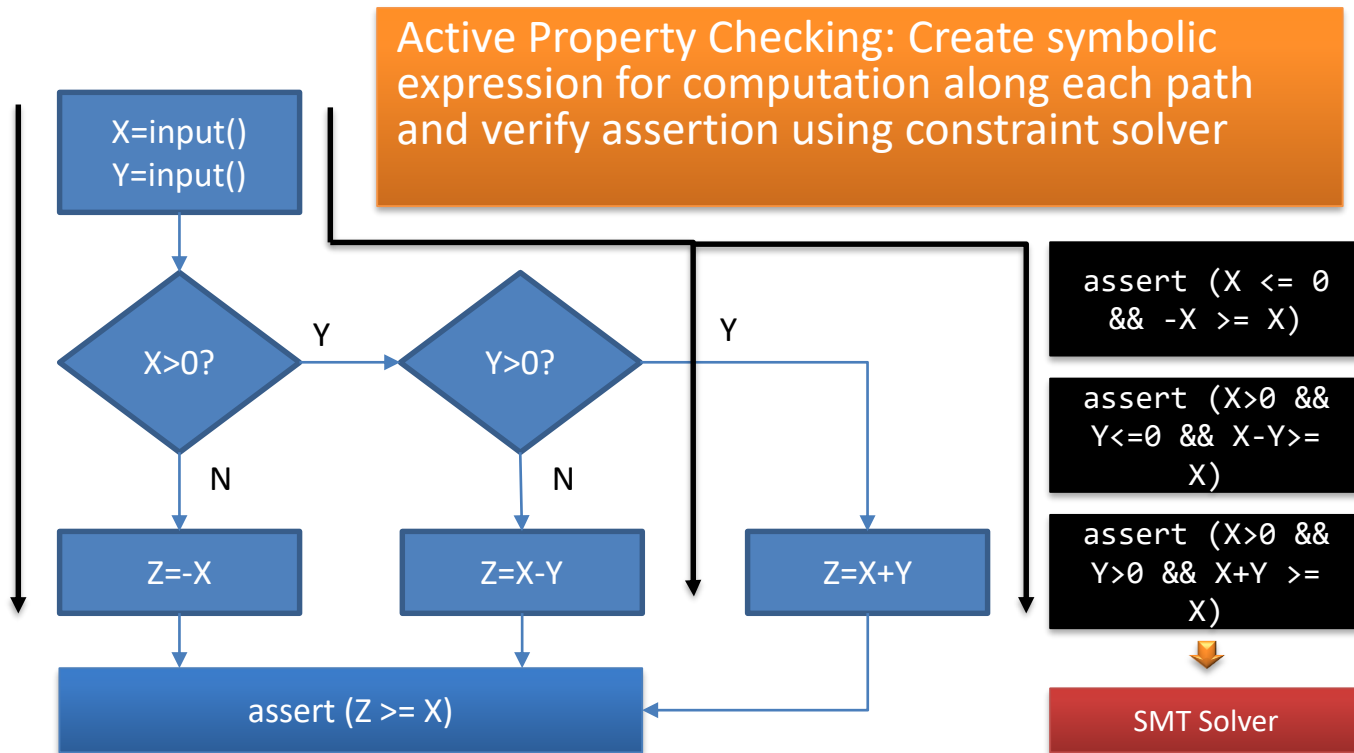 Active Property Checking: Create symbolic
expression for computation along each path
and verify assertion using constraint solver
X=input()
Y=input()
X>0?
Y
Y>0?
Y
N
N
Z=-X
Z=X-Y
Z=X+Y
assert (Z >= X)
assert (X <= 0
&& -X >= X)
assert (X>0 &&
Y<=0 && X-Y>=
X)
assert (X>0 &&
Y>0 && X+Y >=
X)
SMT Solver